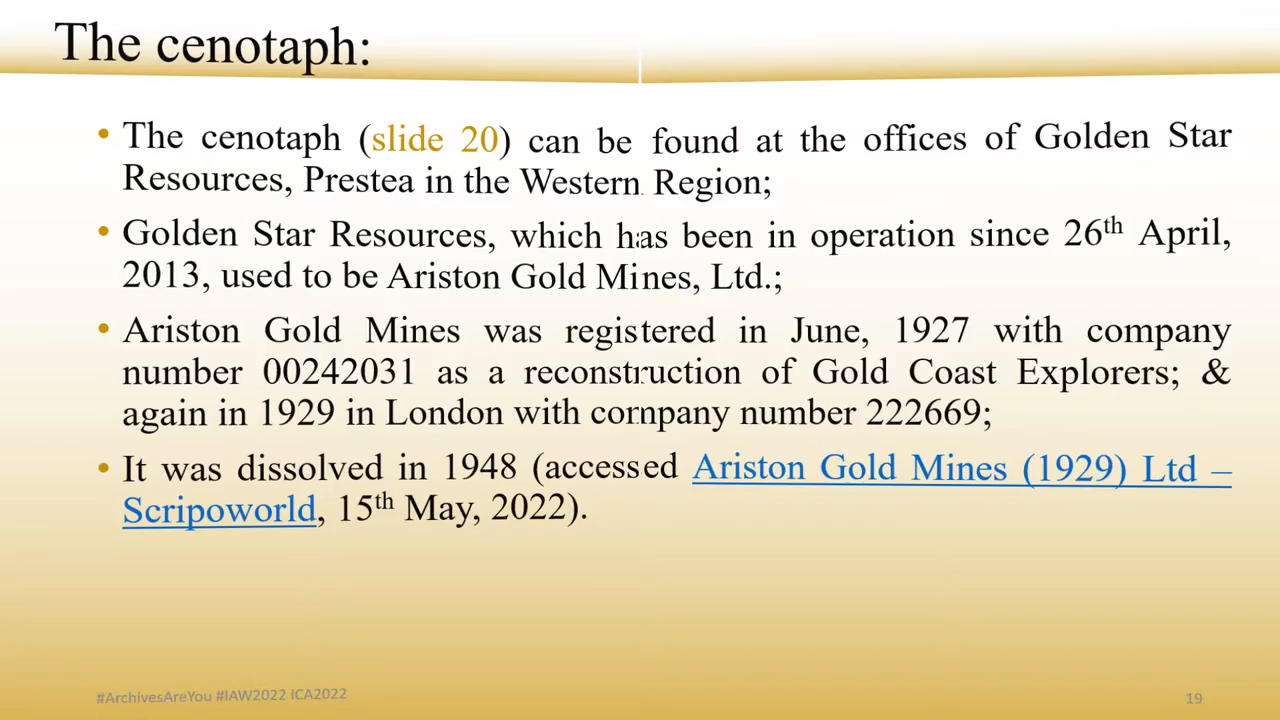 The cenotaph:
• The cenotaph (slide 20) can be found at the offices of Golden Star
Resources, Prestea in the Western Region;
• Golden Star Resources, which has been in operation since 26th April,
2013, used to be Ariston Gold Mines, Ltd.;
• Ariston Gold Mines was registered in June, 1927 with company
number 00242031 as a reconstruction of Gold Coast Explorers; &
again in 1929 in London with company number 222669;
• It was dissolved in 1948 (accessed Ariston Gold Mines (1929) Ltd –
Scripoworld, 15th May, 2022).
#ArchivesAreYou #IAW2022 ICA2022
19